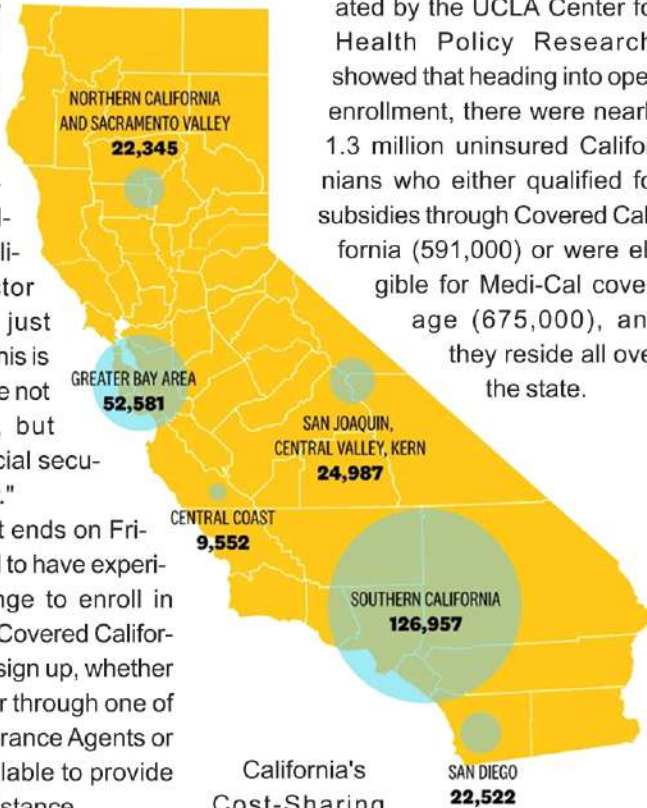 ated by the UCLA Center fo
Health Policy Research
showed that heading into ope
enrollment, there were nearl
1.3 million uninsured Califor
nians who either qualified fo
subsidies through Covered Cal
fornia (591,000) or were el
gible for Medi-Cal cover
age (675,000), an
they reside all ove
the state.
NORTHERN CALIFORNIA
AND SACRAMENTO VALLEY
22,345
GREATER BAY AREA
52,581
SAN JOAQUIN,
CENTRAL VALLEY, KERN
24,987
CENTRAL COAST
9,552
SOUTHERN CALIFORNIA
126,957
SAN DIEGO
22,522
li-
tor
just
his is
e not
, but
cial secu-
."
t ends on Fri-
d to have experi-
nge to enroll in
Covered Califor-
sign up, whether
r through one of
rance Agents or
lable to provide
istance.
California's
Cost-Sharing